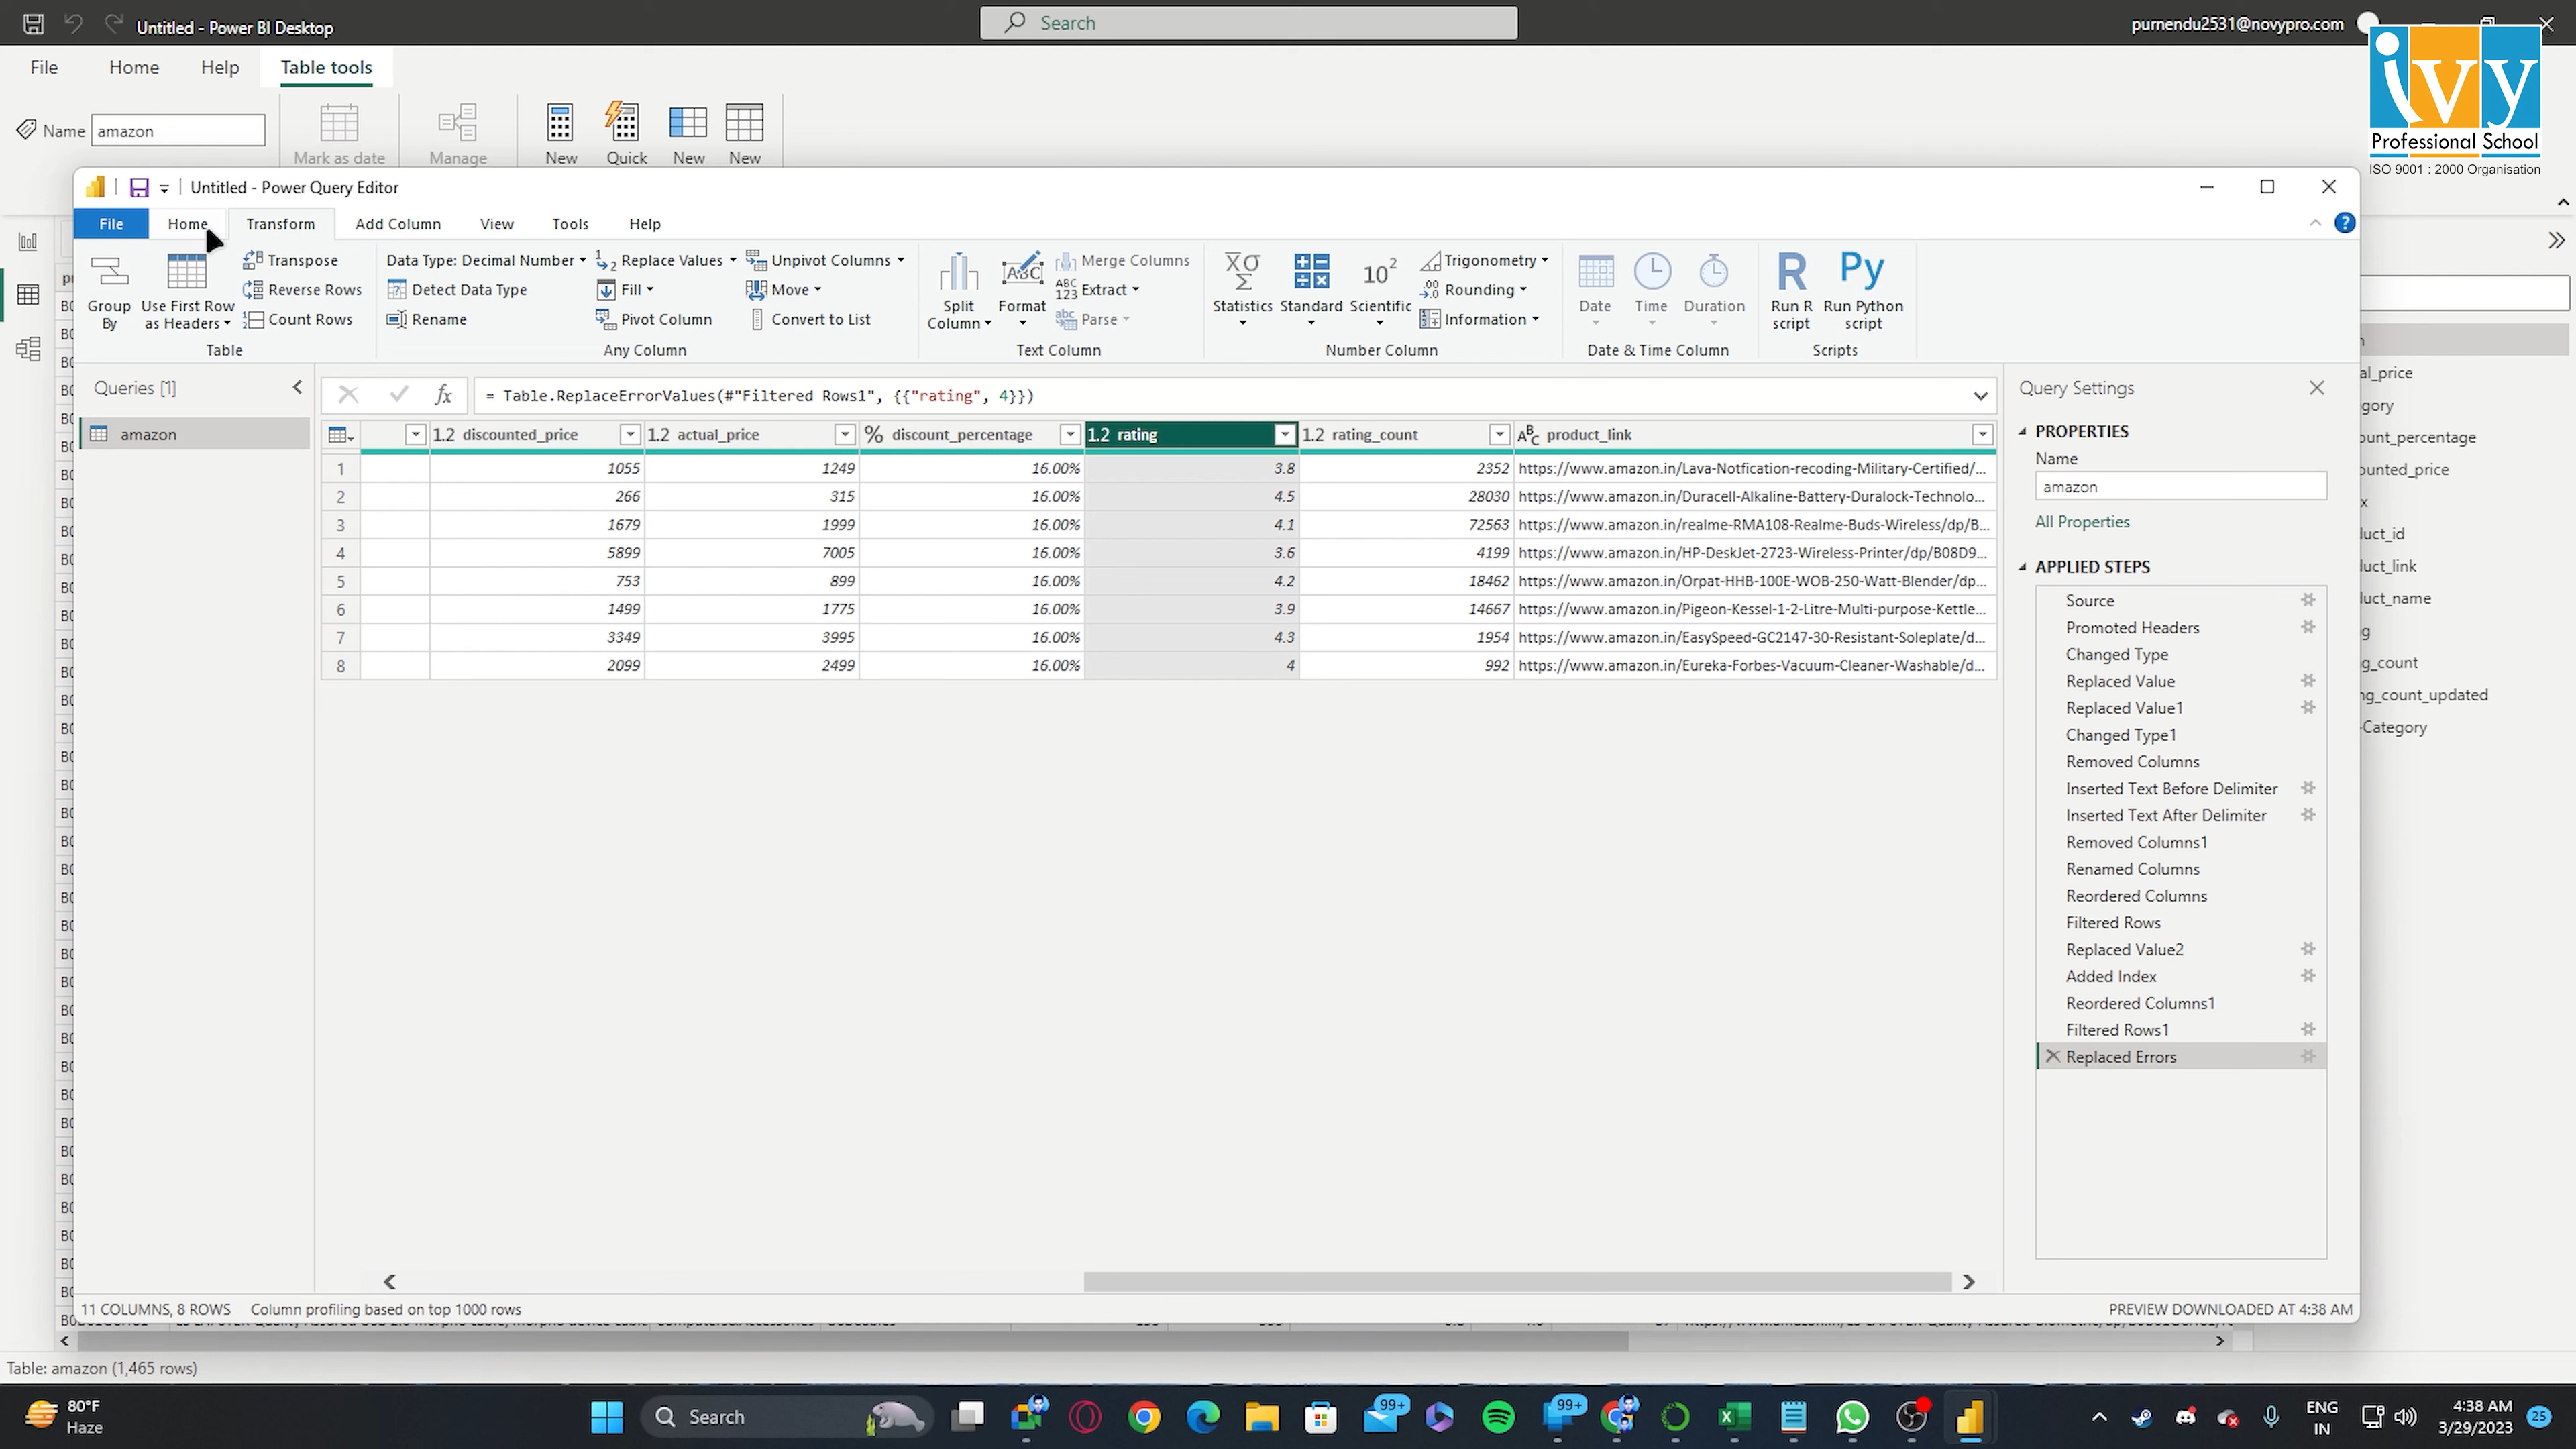 Untitled - Power BI Desktop
Search
purnendu2531@novypro.com
File Home Help Table tools
ivy
Professional School
ISO 9001 : 2000 Organisation
Name amazon
Mark as date Manage New Quick New New
Untitled - Power Query Editor
File Home Transform Add Column View Tools Help
Group By
Use First Row as Headers
Transpose
Reverse Rows
Count Rows
Table
Data Type: Decimal Number
Detect Data Type
Rename
Replace Values
Fill
Pivot Column
Unpivot Columns
Move
Convert to List
Any Column
Split Column
Format
Merge Columns
Extract
Parse
Text Column
Statistics
Standard
Scientific
Trigonometry
Rounding
Information
Number Column
Date
Time
Duration
Date & Time Column
Run R script
Run Python script
Scripts
Queries [1]
amazon
= Table.ReplaceErrorValues(#"Filtered Rows1", {{"rating", 4}})
1.2 discounted_price 1.2 actual_price % discount_percentage 1.2 rating 1.2 rating_count ABC product_link
1 1055 1249 16.00% 3.8 2352 https://www.amazon.in/Lava-Notfication-recoding-Military-Certified/...
2 266 315 16.00% 4.5 28030 https://www.amazon.in/Duracell-Alkaline-Battery-Duralock-Technolo...
3 1679 1999 16.00% 4.1 72563 https://www.amazon.in/realme-RMA108-Realme-Buds-Wireless/dp/B...
4 5899 7005 16.00% 3.6 4199 https://www.amazon.in/HP-DeskJet-2723-Wireless-Printer/dp/B08D9...
5 753 899 16.00% 4.2 18462 https://www.amazon.in/Orpat-HHB-100E-WOB-250-Watt-Blender/dp...
6 1499 1775 16.00% 3.9 14667 https://www.amazon.in/Pigeon-Kessel-1-2-Litre-Multi-purpose-Kettle...
7 3349 3995 16.00% 4.3 1954 https://www.amazon.in/EasySpeed-GC2147-30-Resistant-Soleplate/d...
8 2099 2499 16.00% 4 992 https://www.amazon.in/Eureka-Forbes-Vacuum-Cleaner-Washable/d...
Query Settings
PROPERTIES
Name
amazon
All Properties
APPLIED STEPS
Source
Promoted Headers
Changed Type
Replaced Value
Replaced Value1
Changed Type1
Removed Columns
Inserted Text Before Delimiter
Inserted Text After Delimiter
Removed Columns1
Renamed Columns
Reordered Columns
Filtered Rows
Replaced Value2
Added Index
Reordered Columns1
Filtered Rows1
Replaced Errors
al_price
egory
ount_percentage
ounted_price
x
duct_id
duct_link
duct_name
ng
ng_count
ng_count_updated
-Category
11 COLUMNS, 8 ROWS Column profiling based on top 1000 rows
PREVIEW DOWNLOADED AT 4:38 AM
Table: amazon (1,465 rows)
80°F
Haze
Search
99+
99+
ENG
IN
4:38 AM
3/29/2023
25